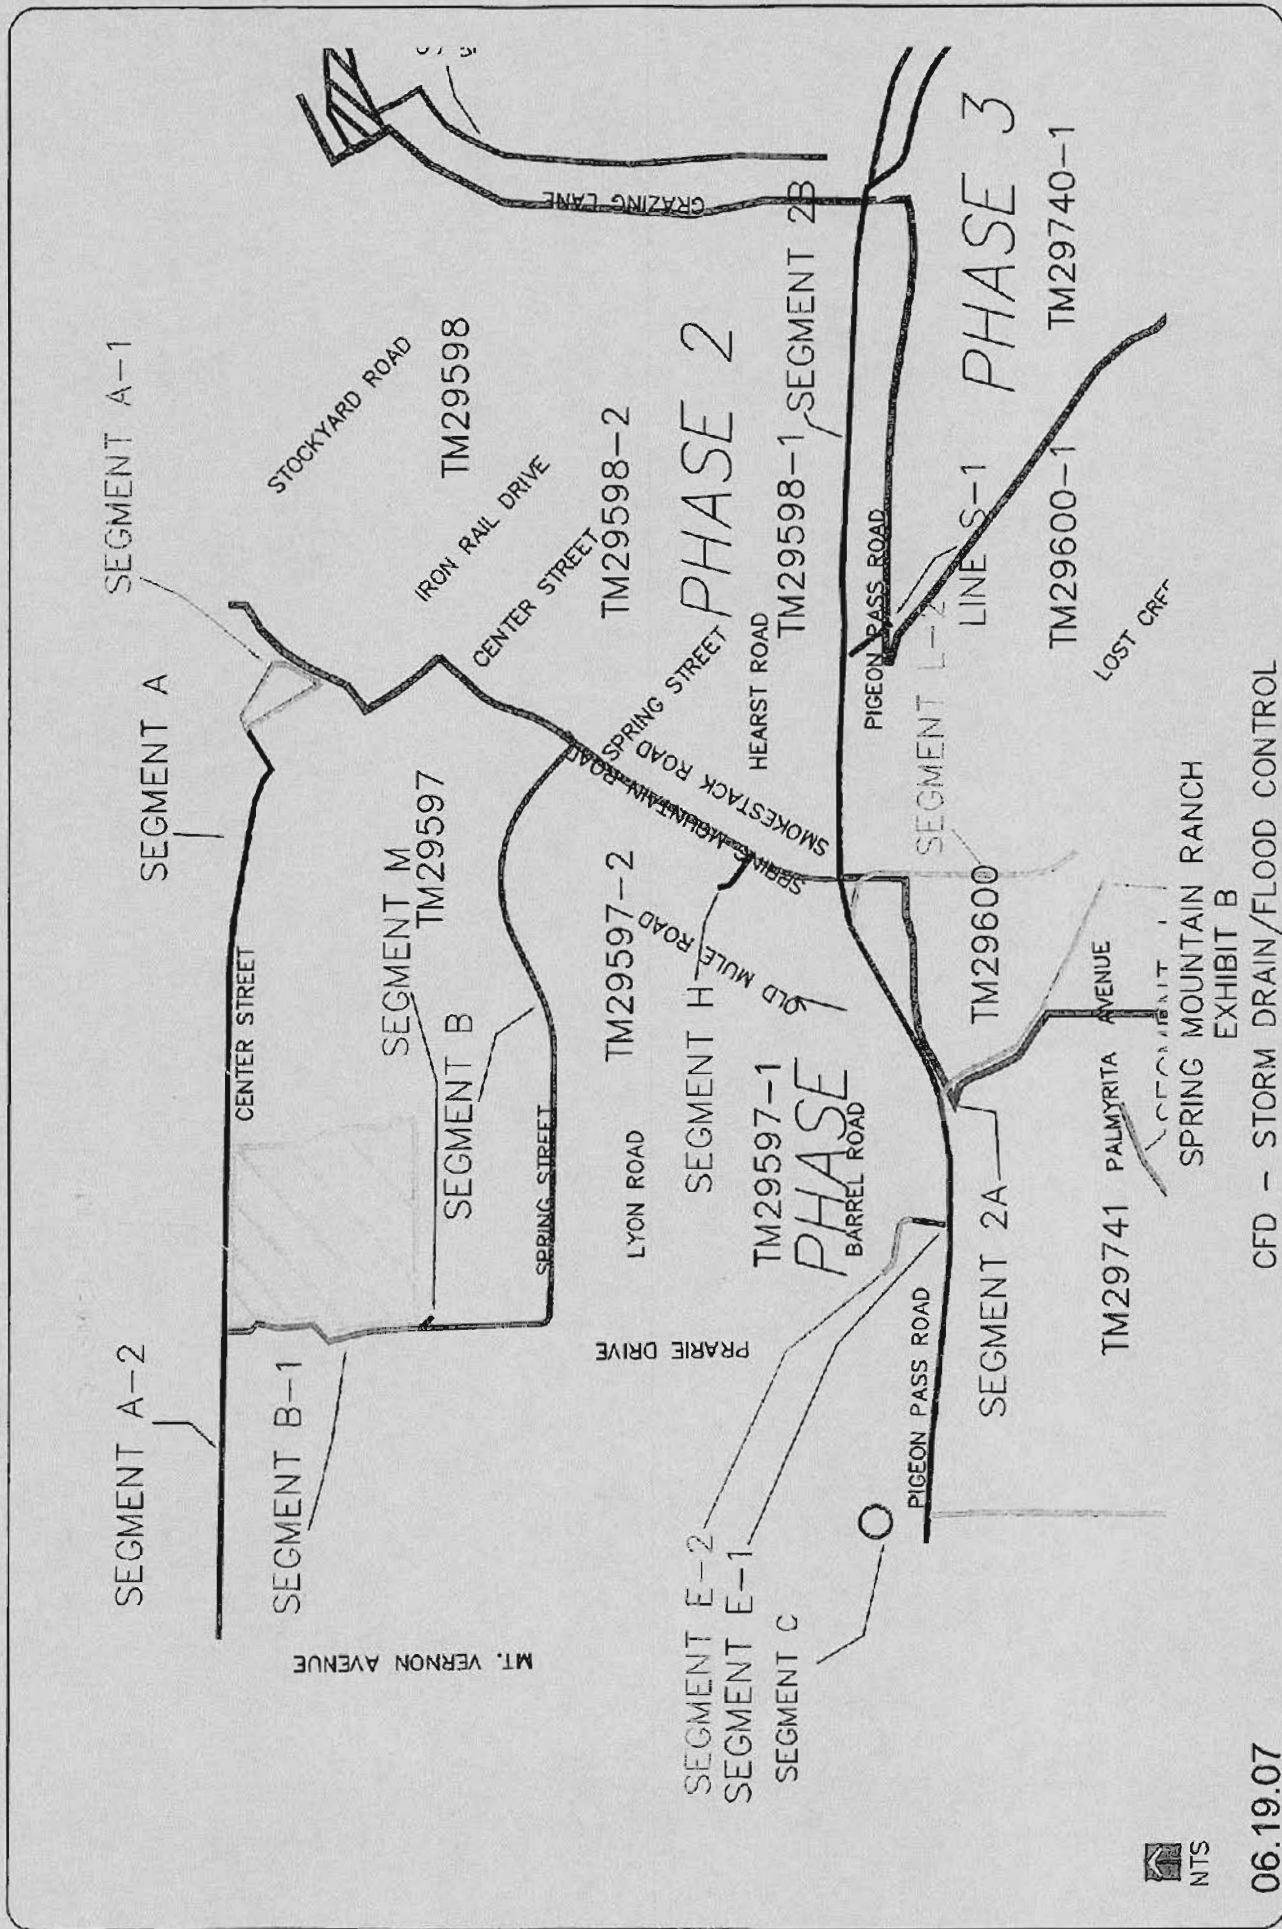 SEGMENT A-2
SEGMENT A
SEGMENT A-1
SEGMENT B-1
CENTER STREET
STOCKYARD ROAD
MT. VERNON AVENUE
SEGMENT M
TM29597
IRON RAIL DRIVE
TM29598
SEGMENT B
CENTER STREET
SPRING STREET
TM29598-2
LYON ROAD
TM29597-2
SPRING MOUNTAIN ROAD
SPRING STREET
SMOKESTACK ROAD
GRAZING LANE
PRARIE DRIVE
OLD MULE ROAD
PHASE 2
SEGMENT H
HEARST ROAD
TM29598-1
SEGMENT 2B
TM29597-1
PHASE 1
BARREL ROAD
SEGMENT E-2
SEGMENT E-1
SEGMENT C
PIGEON PASS ROAD
PIGEON PASS ROAD
SEGMENT L-2
LINE S-1
PHASE 3
SEGMENT 2A
TM29600
TM29600-1
TM29740-1
TM29741
PALMYRITA AVENUE
LOST
SPRING MOUNTAIN RANCH
EXHIBIT B
CFD - STORM DRAIN/FLOOD CONTROL
NTS
06.19.07